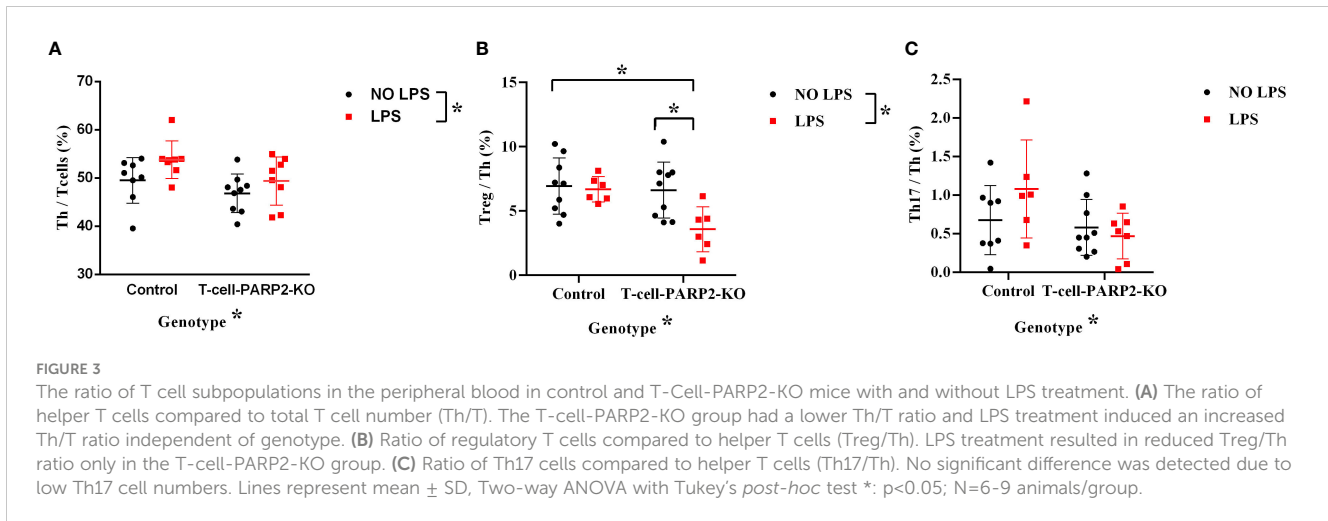 A
Th / Tcells (%)
70
60
50
40
30
Control T-cell-PARP2-KO
Genotype *
NO LPS
LPS
*
B
Treg / Th (%)
15
10
5
0
*
*
Control T-cell-PARP2-KO
Genotype *
NO LPS
LPS
*
C
Th17 / Th (%)
2.5
2.0
1.5
1.0
0.5
0.0
Control T-cell-PARP2-KO
Genotype *
NO LPS
LPS
FIGURE 3
The ratio of T cell subpopulations in the peripheral blood in control and T-Cell-PARP2-KO mice with and without LPS treatment. (A) The ratio of
helper T cells compared to total T cell number (Th/T). The T-cell-PARP2-KO group had a lower Th/T ratio and LPS treatment induced an increased
Th/T ratio independent of genotype. (B) Ratio of regulatory T cells compared to helper T cells (Treg/Th). LPS treatment resulted in reduced Treg/Th
ratio only in the T-cell-PARP2-KO group. (C) Ratio of Th17 cells compared to helper T cells (Th17/Th). No significant difference was detected due to
low Th17 cell numbers. Lines represent mean ± SD, Two-way ANOVA with Tukey's post-hoc test *: p<0.05; N=6-9 animals/group.